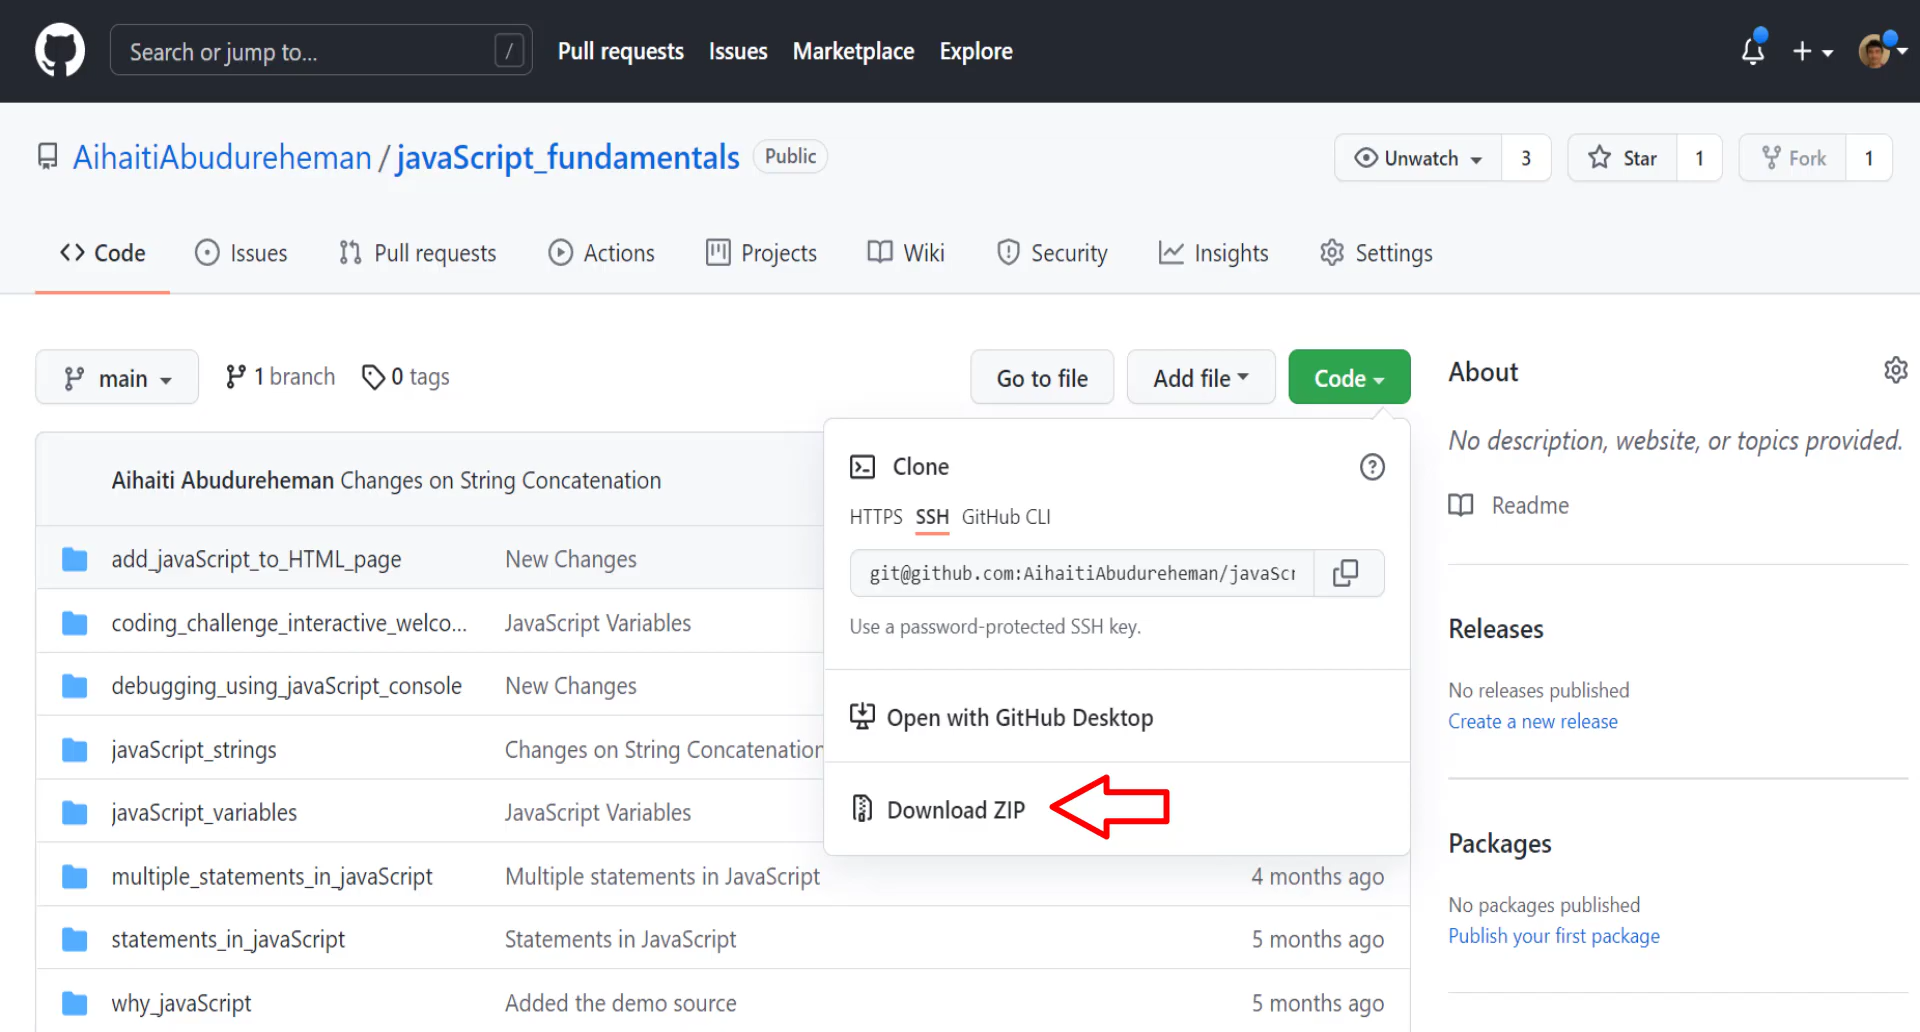 Search or jump to... /
Pull requests Issues Marketplace Explore
AihaitiAbudureheman / javaScript_fundamentals Public
Unwatch 3 Star 1 Fork 1
Code Issues Pull requests Actions Projects Wiki Security Insights Settings
main 1 branch 0 tags
Go to file Add file Code
Aihaiti Abudureheman Changes on String Concatenation
add_javaScript_to_HTML_page New Changes
coding_challenge_interactive_welco... JavaScript Variables
debugging_using_javaScript_console New Changes
javaScript_strings Changes on String Concatenation
javaScript_variables JavaScript Variables
multiple_statements_in_javaScript Multiple statements in JavaScript 4 months ago
statements_in_javaScript Statements in JavaScript 5 months ago
why_javaScript Added the demo source 5 months ago
Clone
HTTPS SSH GitHub CLI
git@github.com:AihaitiAbudureheman/javaScr
Use a password-protected SSH key.
Open with GitHub Desktop
Download ZIP
About
No description, website, or topics provided.
Readme
Releases
No releases published
Create a new release
Packages
No packages published
Publish your first package